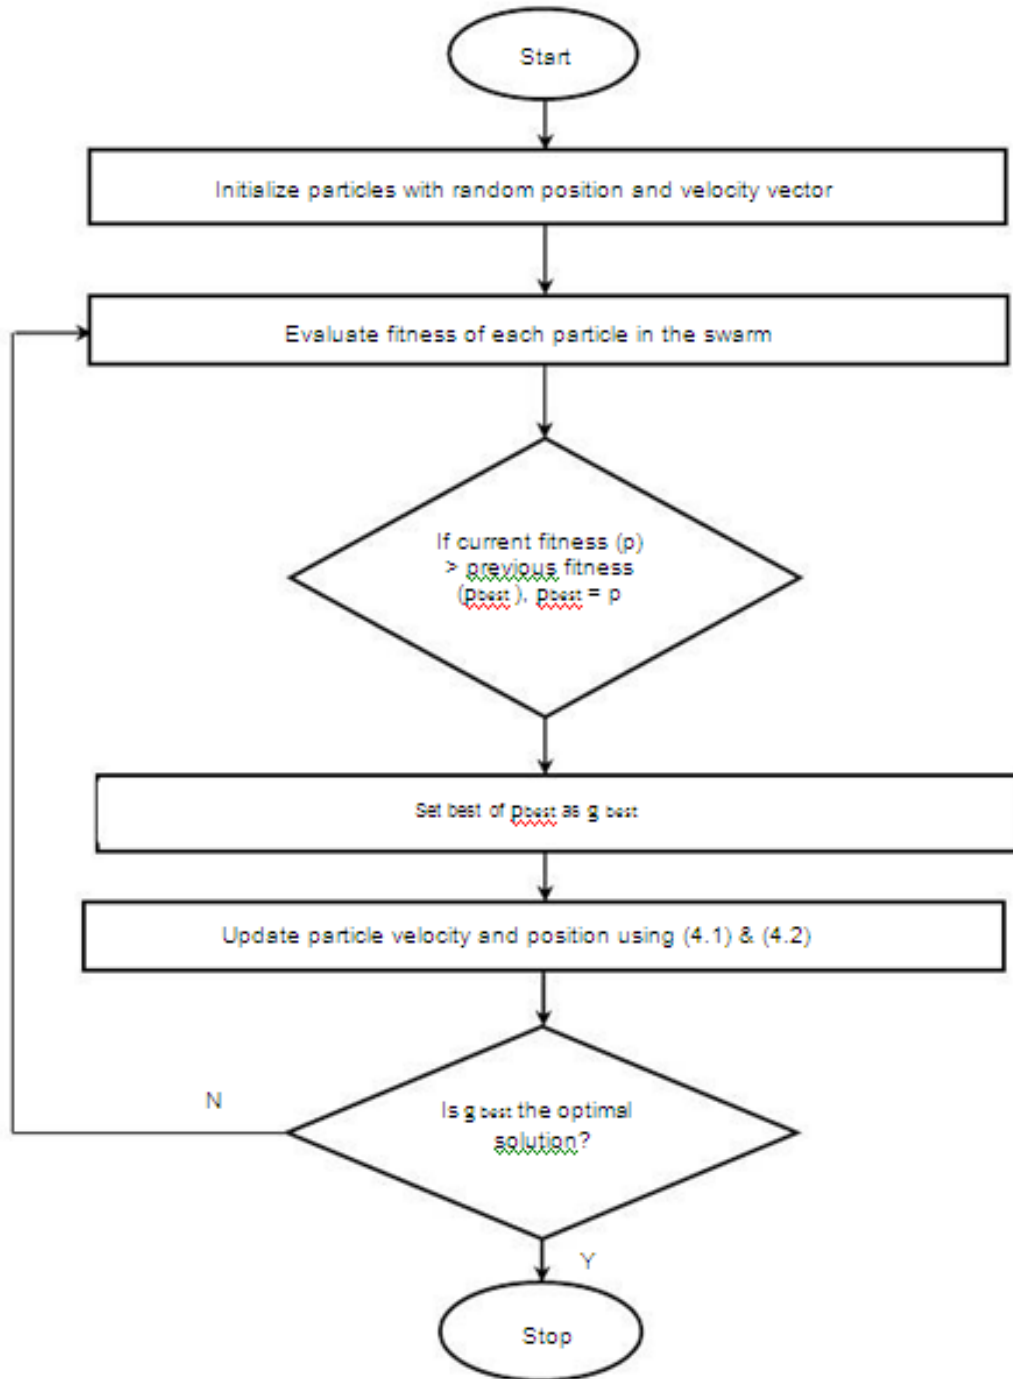 Start
Initialize particles with random position and velocity vector
Evaluate fitness of each particle in the swarm
If current fitness (p)
> previous fitness
(pbest ), pbest = p
Set best of pbest as g best
Update particle velocity and position using (4.1) & (4.2)
N
Is g best the optimal
solution?
Y
Stop